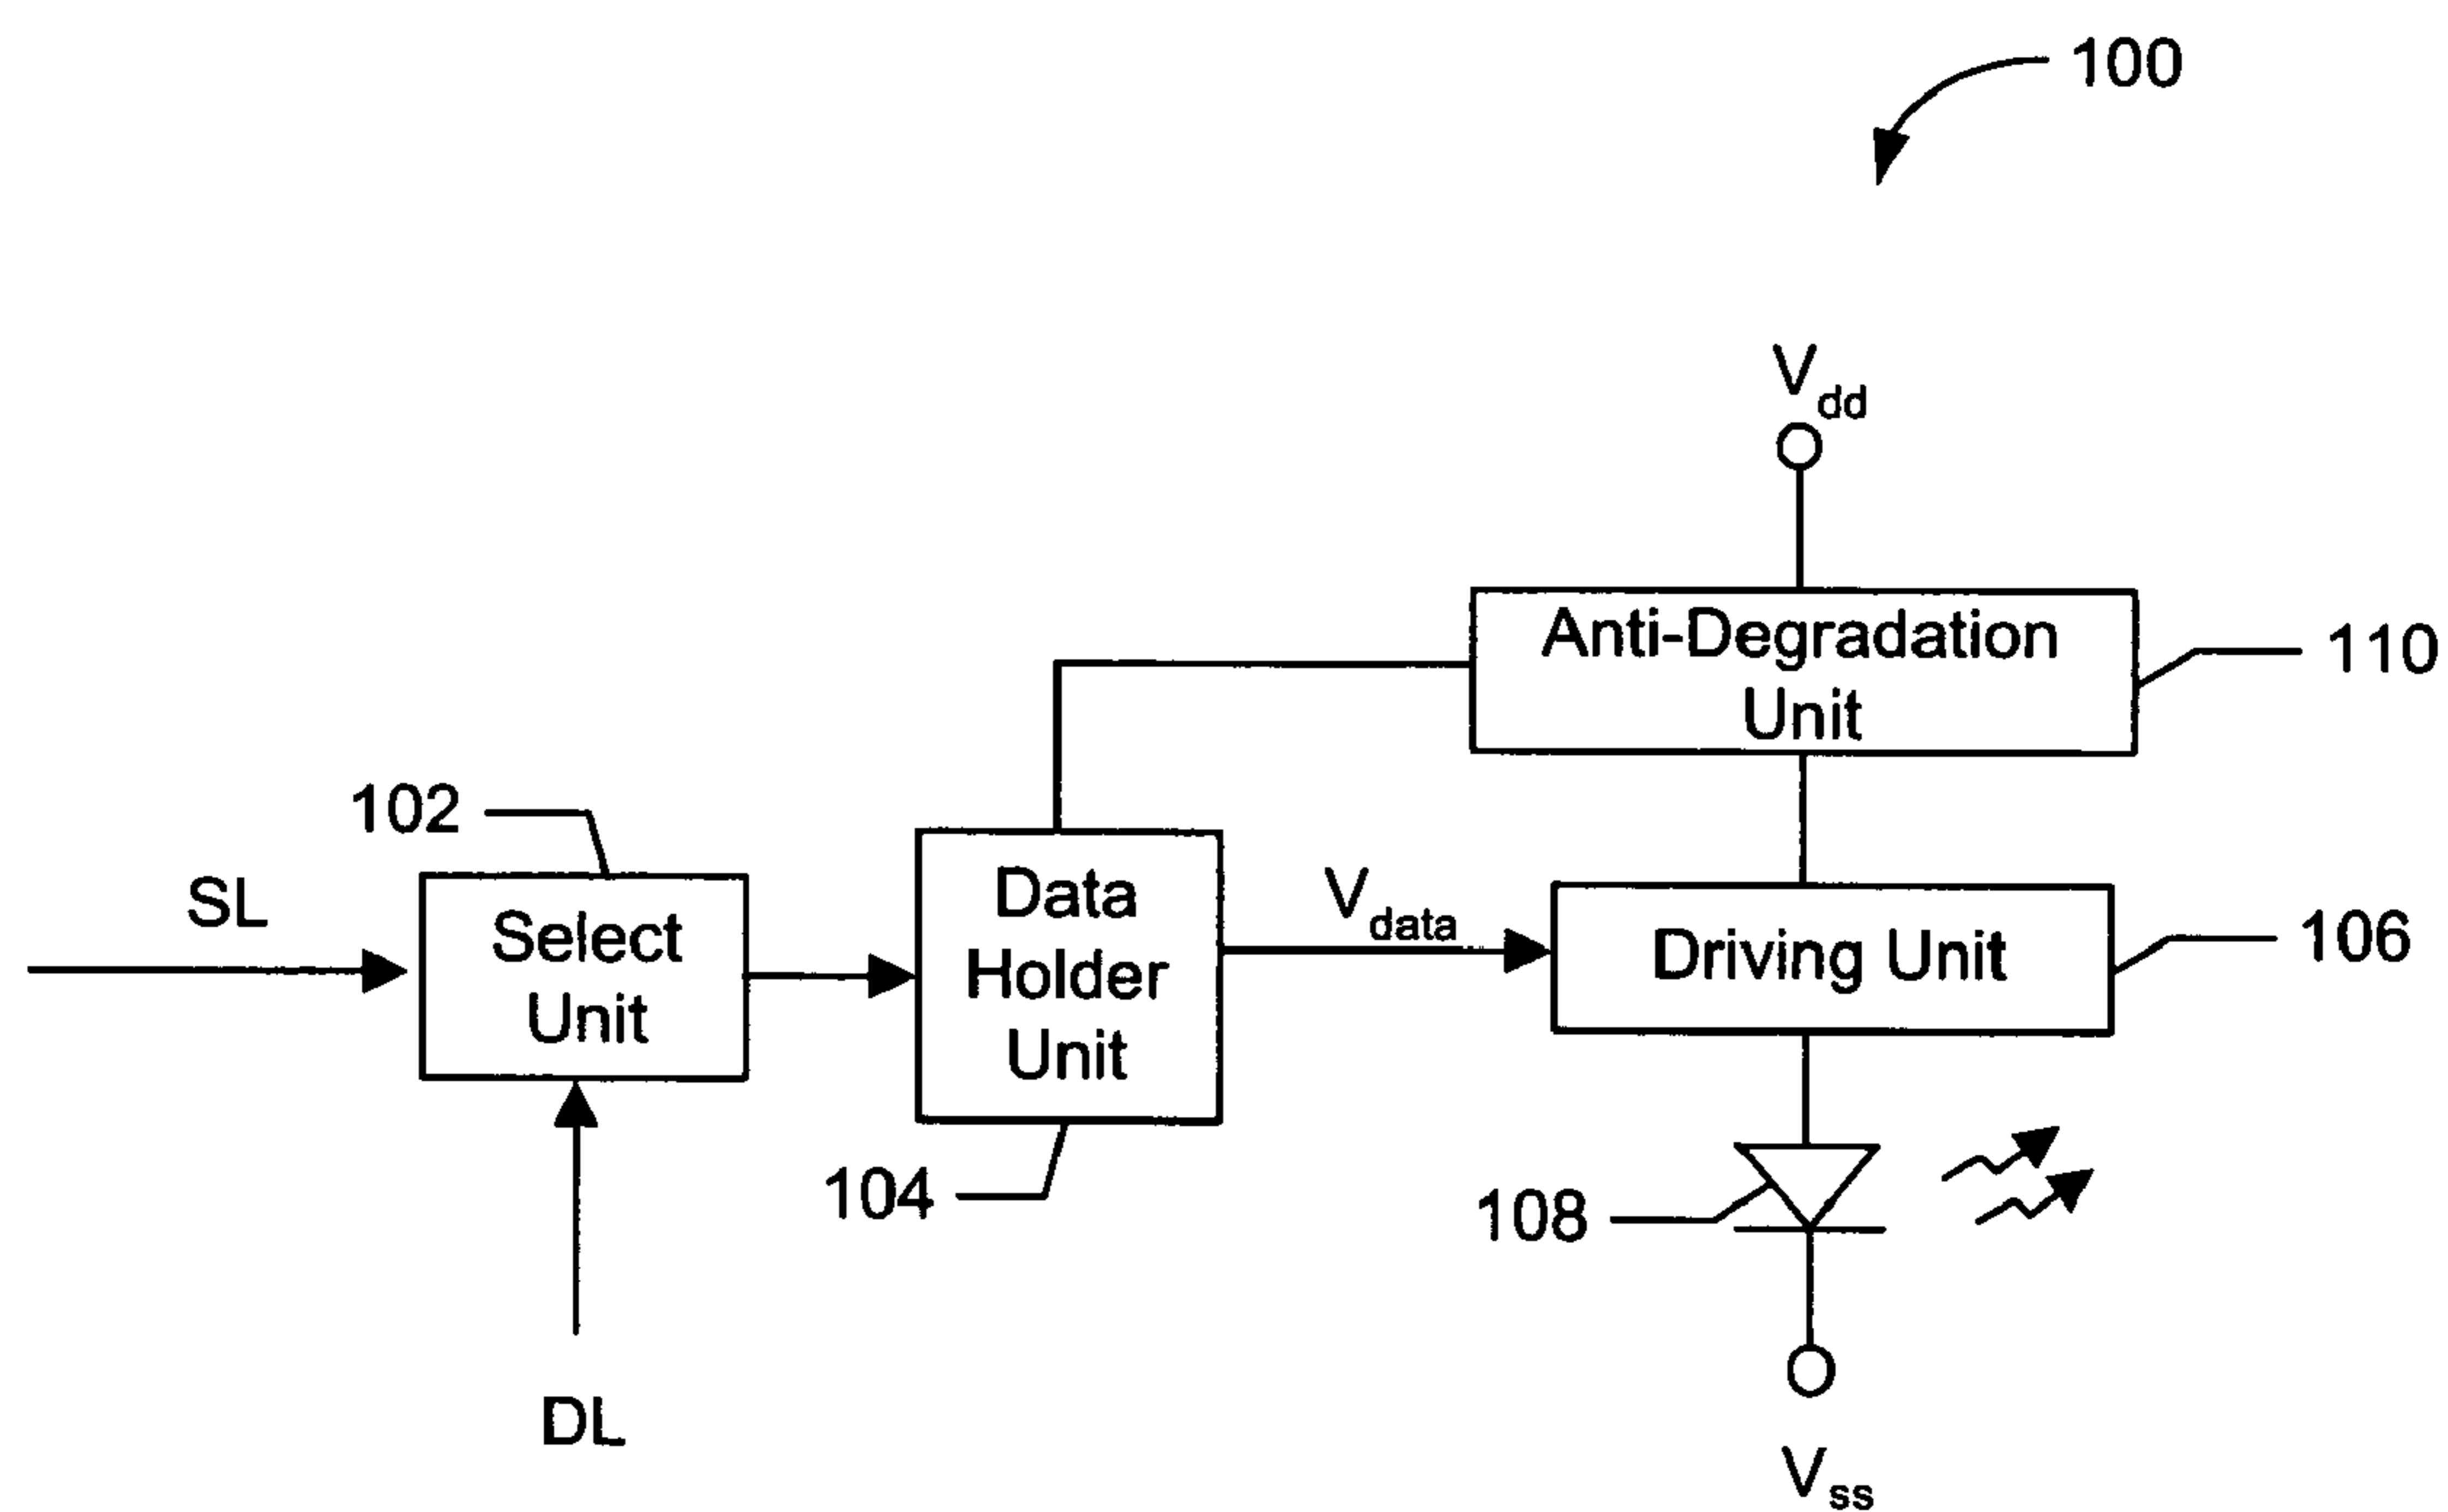 100
Vdd
Anti-Degradation
Unit
110
102
SL
Select
Unit
Data
Holder
Unit
Vdata
Driving Unit
106
104
108
DL
Vss